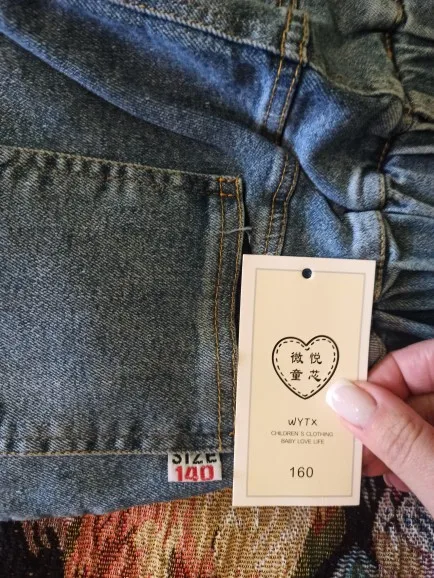 微悦
童芯
WYTX
CHILDREN S CLOTHING
BABY LOVE LIFE
160
SIZE
140